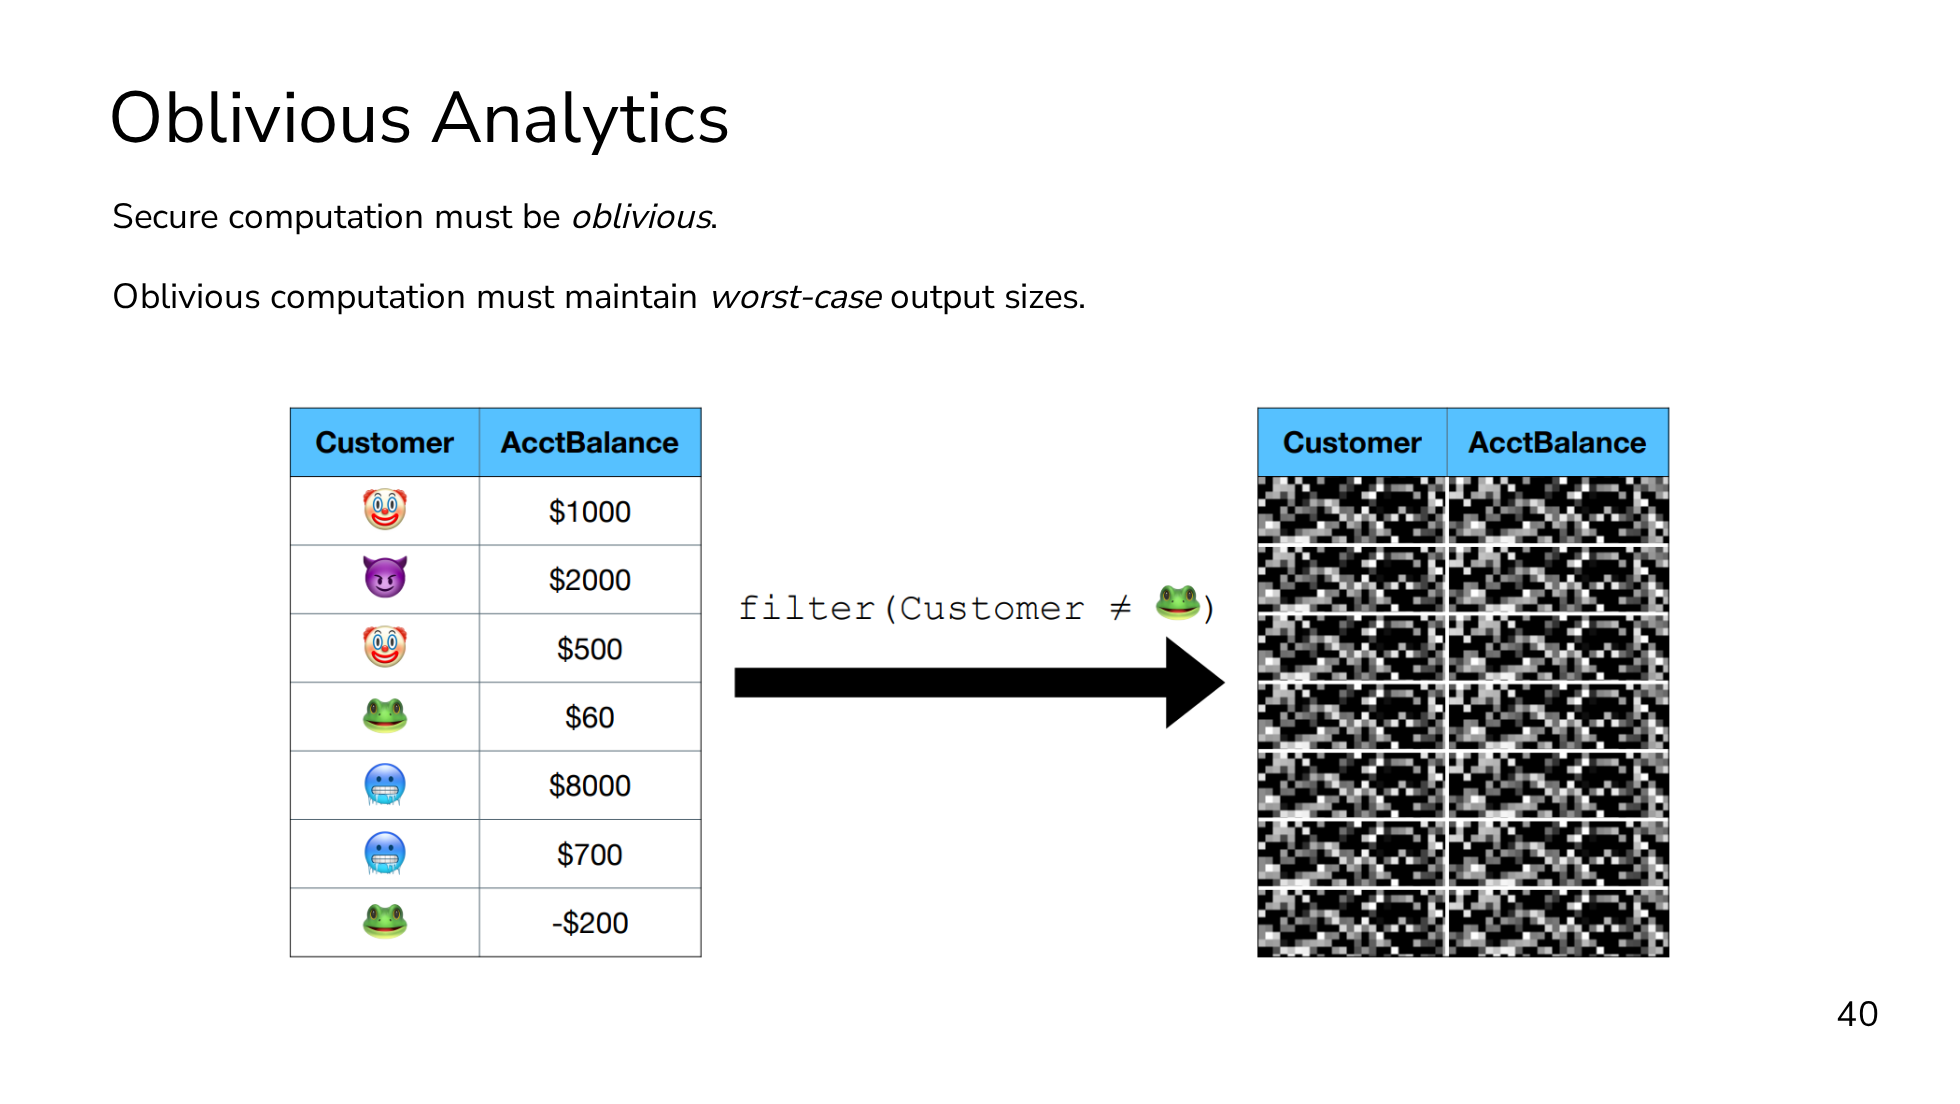 Oblivious Analytics
Secure computation must be oblivious.
Oblivious computation must maintain worst-case output sizes.
Customer AcctBalance
🤡 $1000
😈 $2000
🤡 $500
🐸 $60
🥶 $8000
🥶 $700
🐸 -$200
filter(Customer ≠ 🐸)
Customer AcctBalance
40